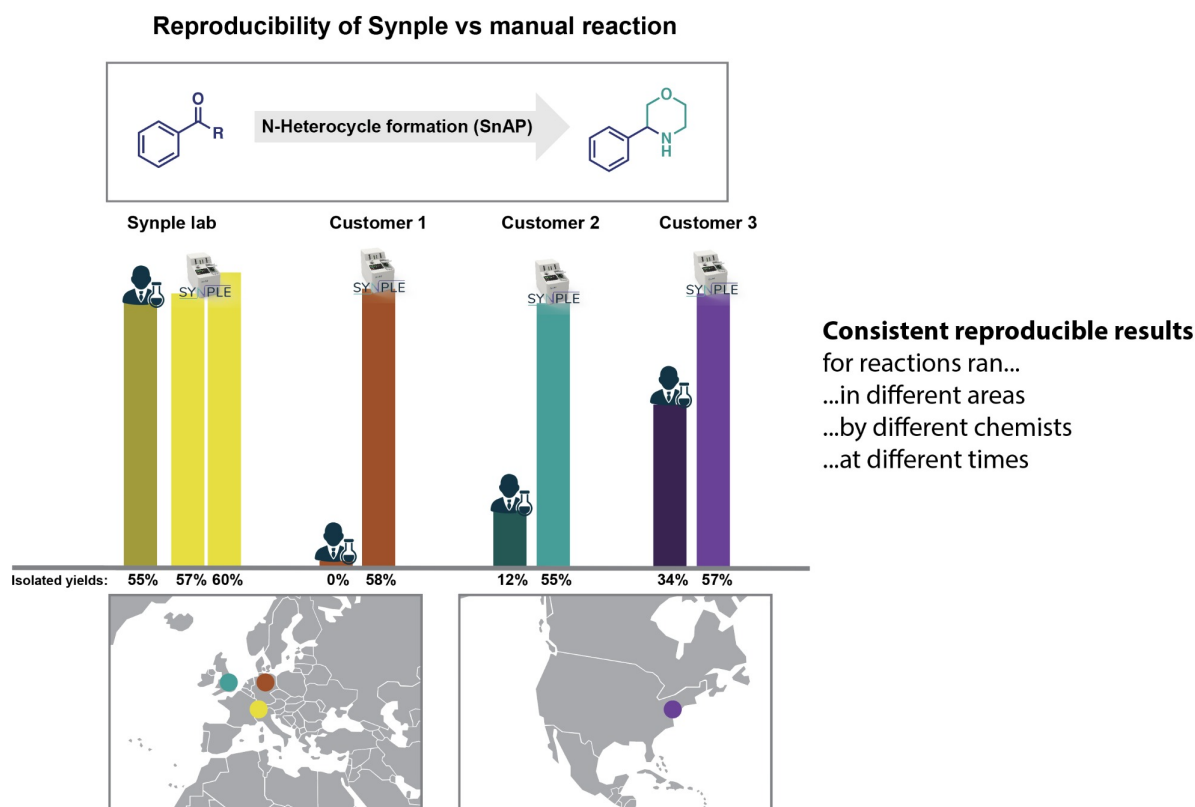 Reproducibility of Synple vs manual reaction
O
R
N-Heterocycle formation (SnAP)
O
N
H
Synple lab
Customer 1
Customer 2
Customer 3
SYNPLE
SYNPLE
SYNPLE
SYNPLE
Consistent reproducible results
for reactions ran...
...in different areas
...by different chemists
...at different times
Isolated yields: 55% 57% 60% 0% 58% 12% 55% 34% 57%